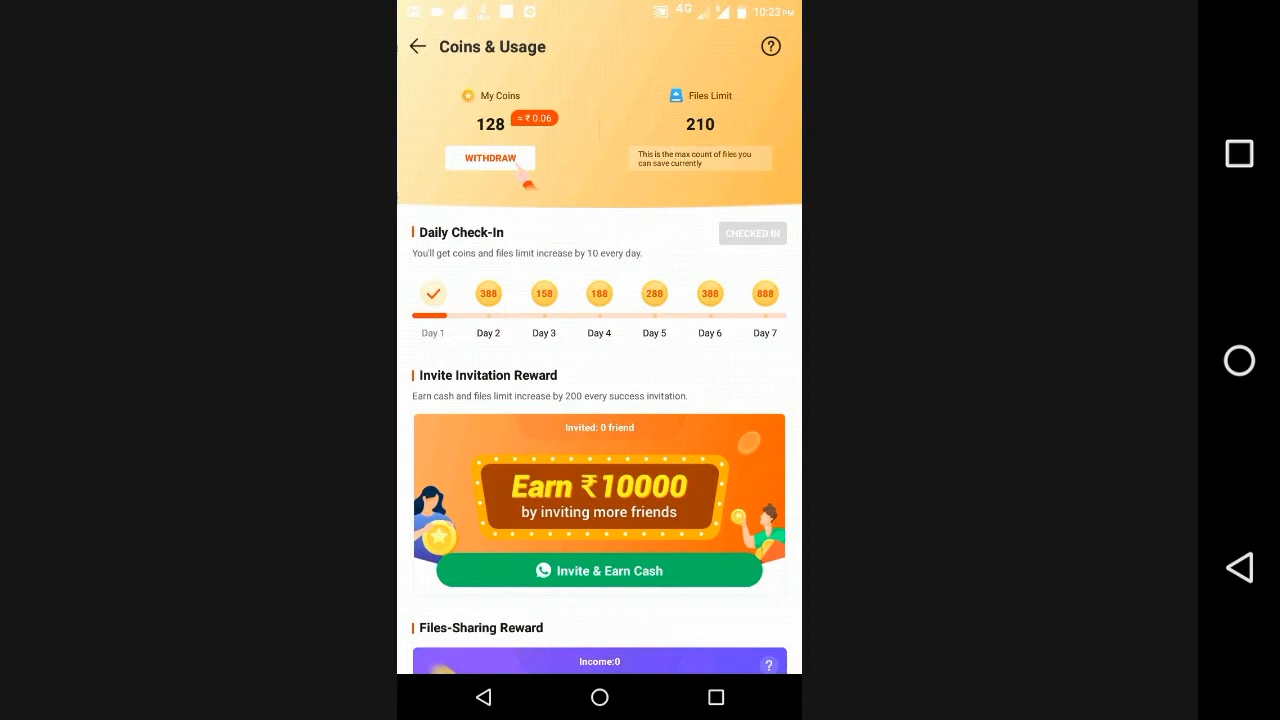 4G
10:23 PM
Coins & Usage
?
My Coins
Files Limit
128
≈ ₹ 0.06
210
WITHDRAW
This is the max count of files you
can save currently
Daily Check-In
CHECKED IN
You'll get coins and files limit increase by 10 every day.
388 158 188 288 388 888
Day 1 Day 2 Day 3 Day 4 Day 5 Day 6 Day 7
Invite Invitation Reward
Earn cash and files limit increase by 200 every success invitation.
Invited: 0 friend
Earn ₹10000
by inviting more friends
Invite & Earn Cash
Files-Sharing Reward
Income:0
?